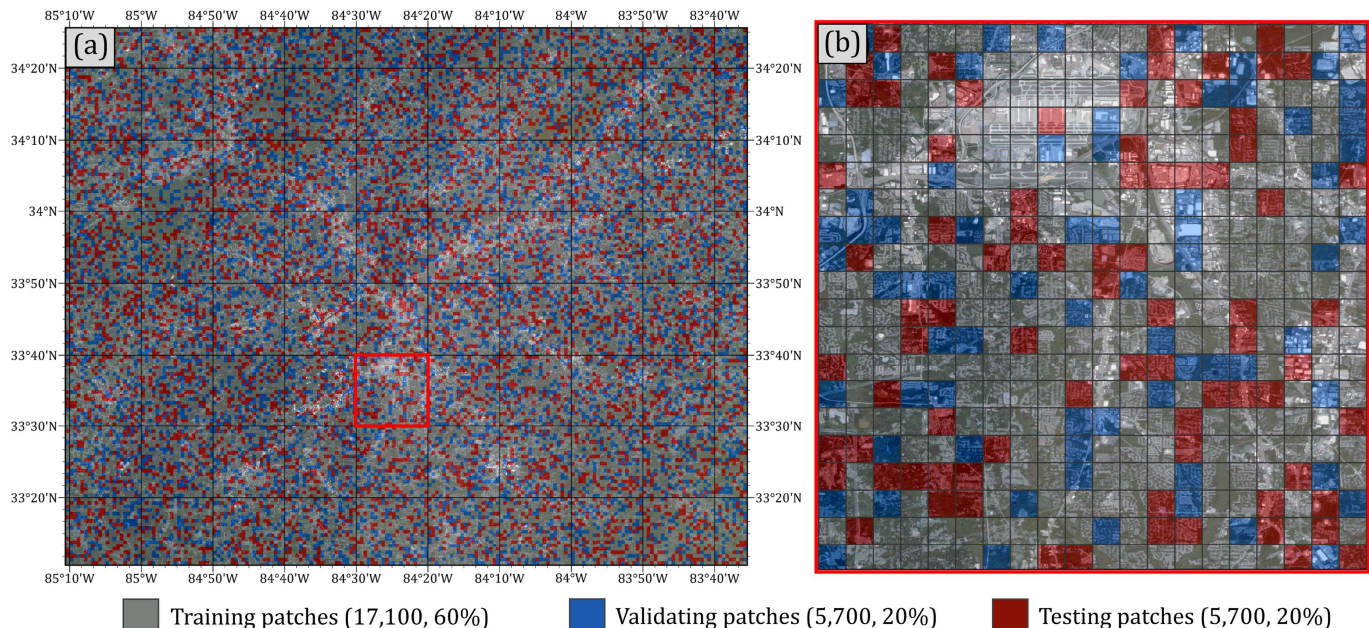 85°10'W 85°W 84°50'W 84°40'W 84°30'W 84°20'W 84°10'W 84°W 83°50'W 83°40'W
(a)
(b)
34°20'N 34°20'N
34°10'N 34°10'N
34°N 34°N
33°50'N 33°50'N
33°40'N 33°40'N
33°30'N 33°30'N
33°20'N 33°20'N
85°10'W 85°W 84°50'W 84°40'W 84°30'W 84°20'W 84°10'W 84°W 83°50'W 83°40'W
Training patches (17,100, 60%) Validating patches (5,700, 20%) Testing patches (5,700, 20%)